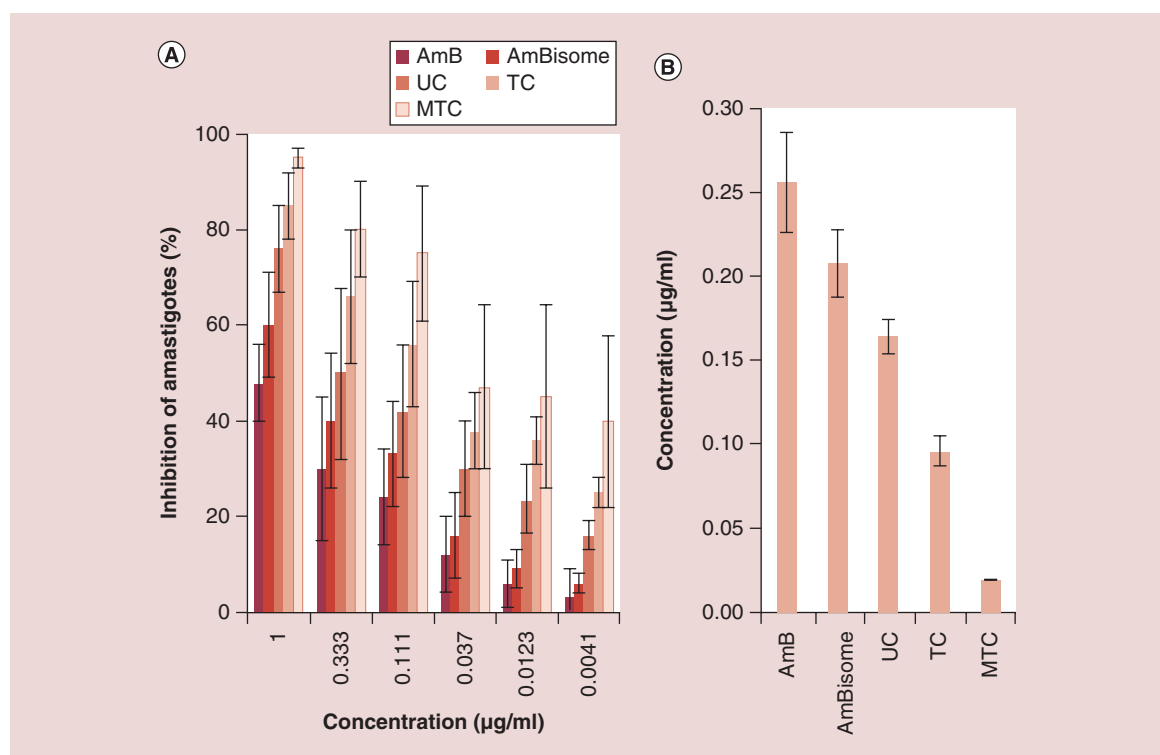 A
AmB AmBisome
UC TC
MTC
Inhibition of amastigotes (%)
100
80
60
40
20
0
1 0.333 0.111 0.037 0.0123 0.0041
Concentration (µg/ml)
B
Concentration (µg/ml)
0.30
0.25
0.20
0.15
0.10
0.05
0.00
AmB AmBisome UC TC MTC